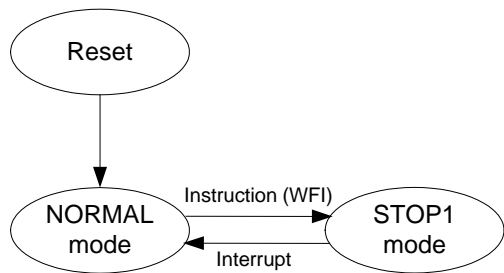 Reset
Instruction (WFI)
NORMAL
mode
STOP1
mode
Interrupt